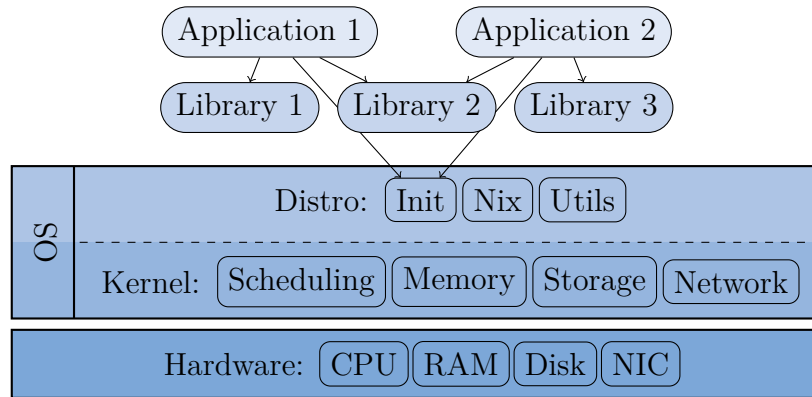 Application 1 Application 2
Library 1 Library 2 Library 3
OS
Distro: Init Nix Utils
Kernel: Scheduling Memory Storage Network
Hardware: CPU RAM Disk NIC